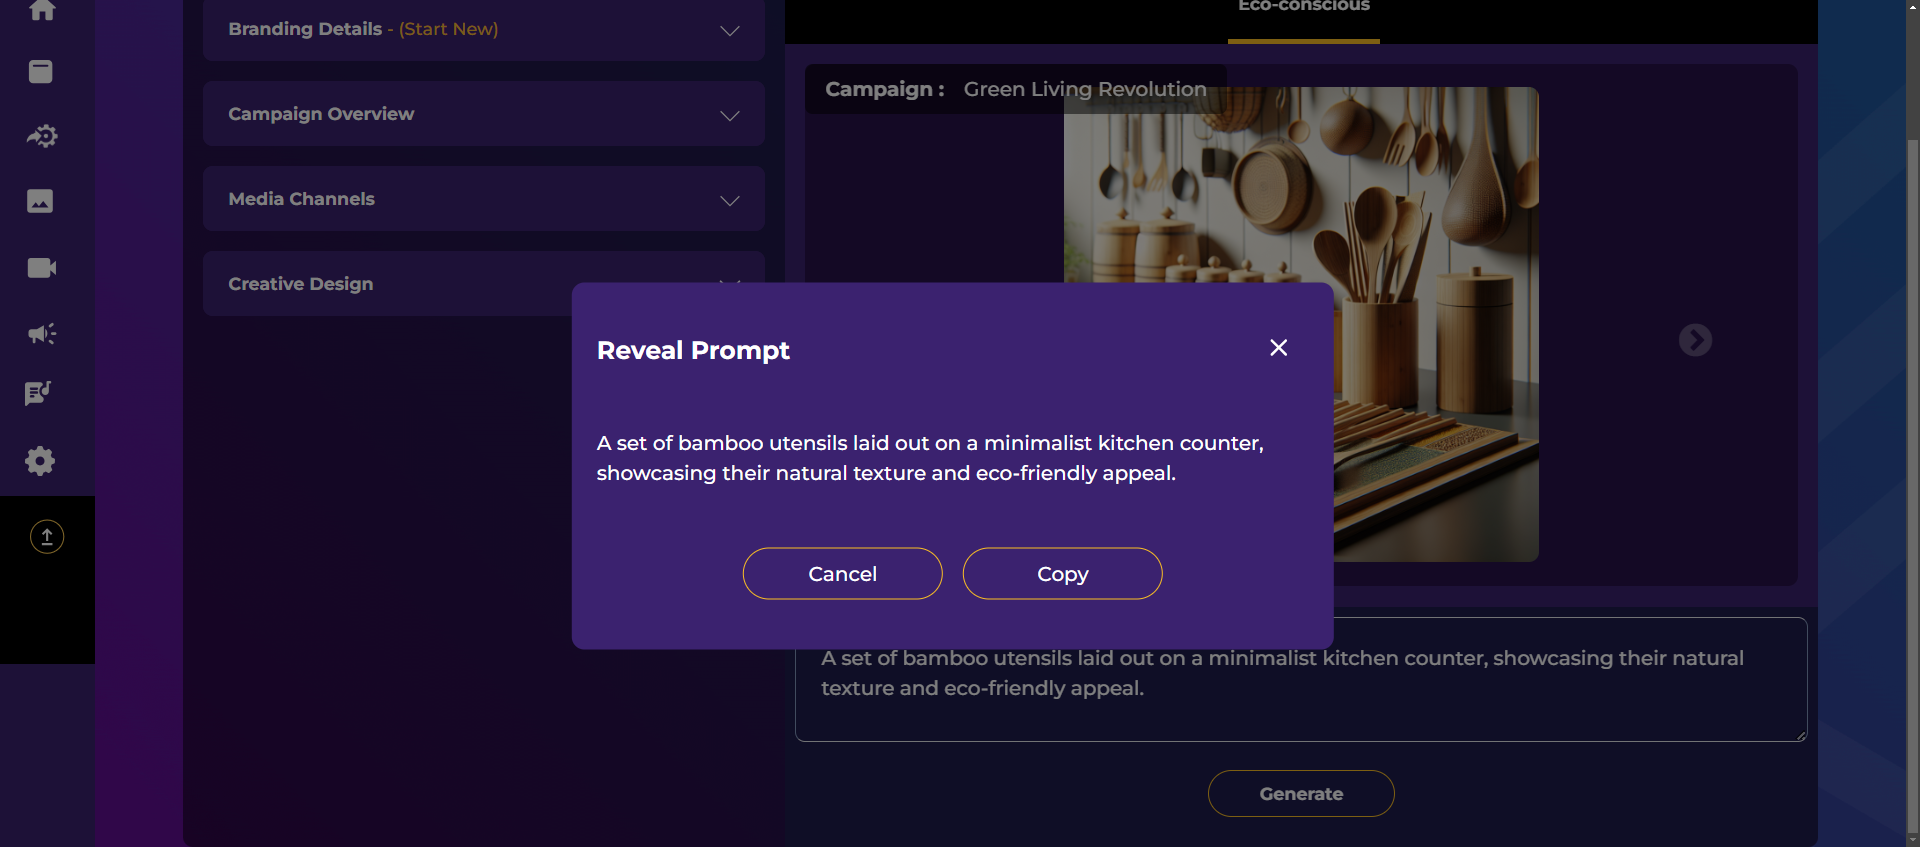 Branding Details - (Start New)
Campaign Overview
Media Channels
Creative Design
Eco-conscious
Campaign : Green Living Revolution
Reveal Prompt
A set of bamboo utensils laid out on a minimalist kitchen counter,
showcasing their natural texture and eco-friendly appeal.
Cancel
Copy
A set of bamboo utensils laid out on a minimalist kitchen counter, showcasing their natural
texture and eco-friendly appeal.
Generate